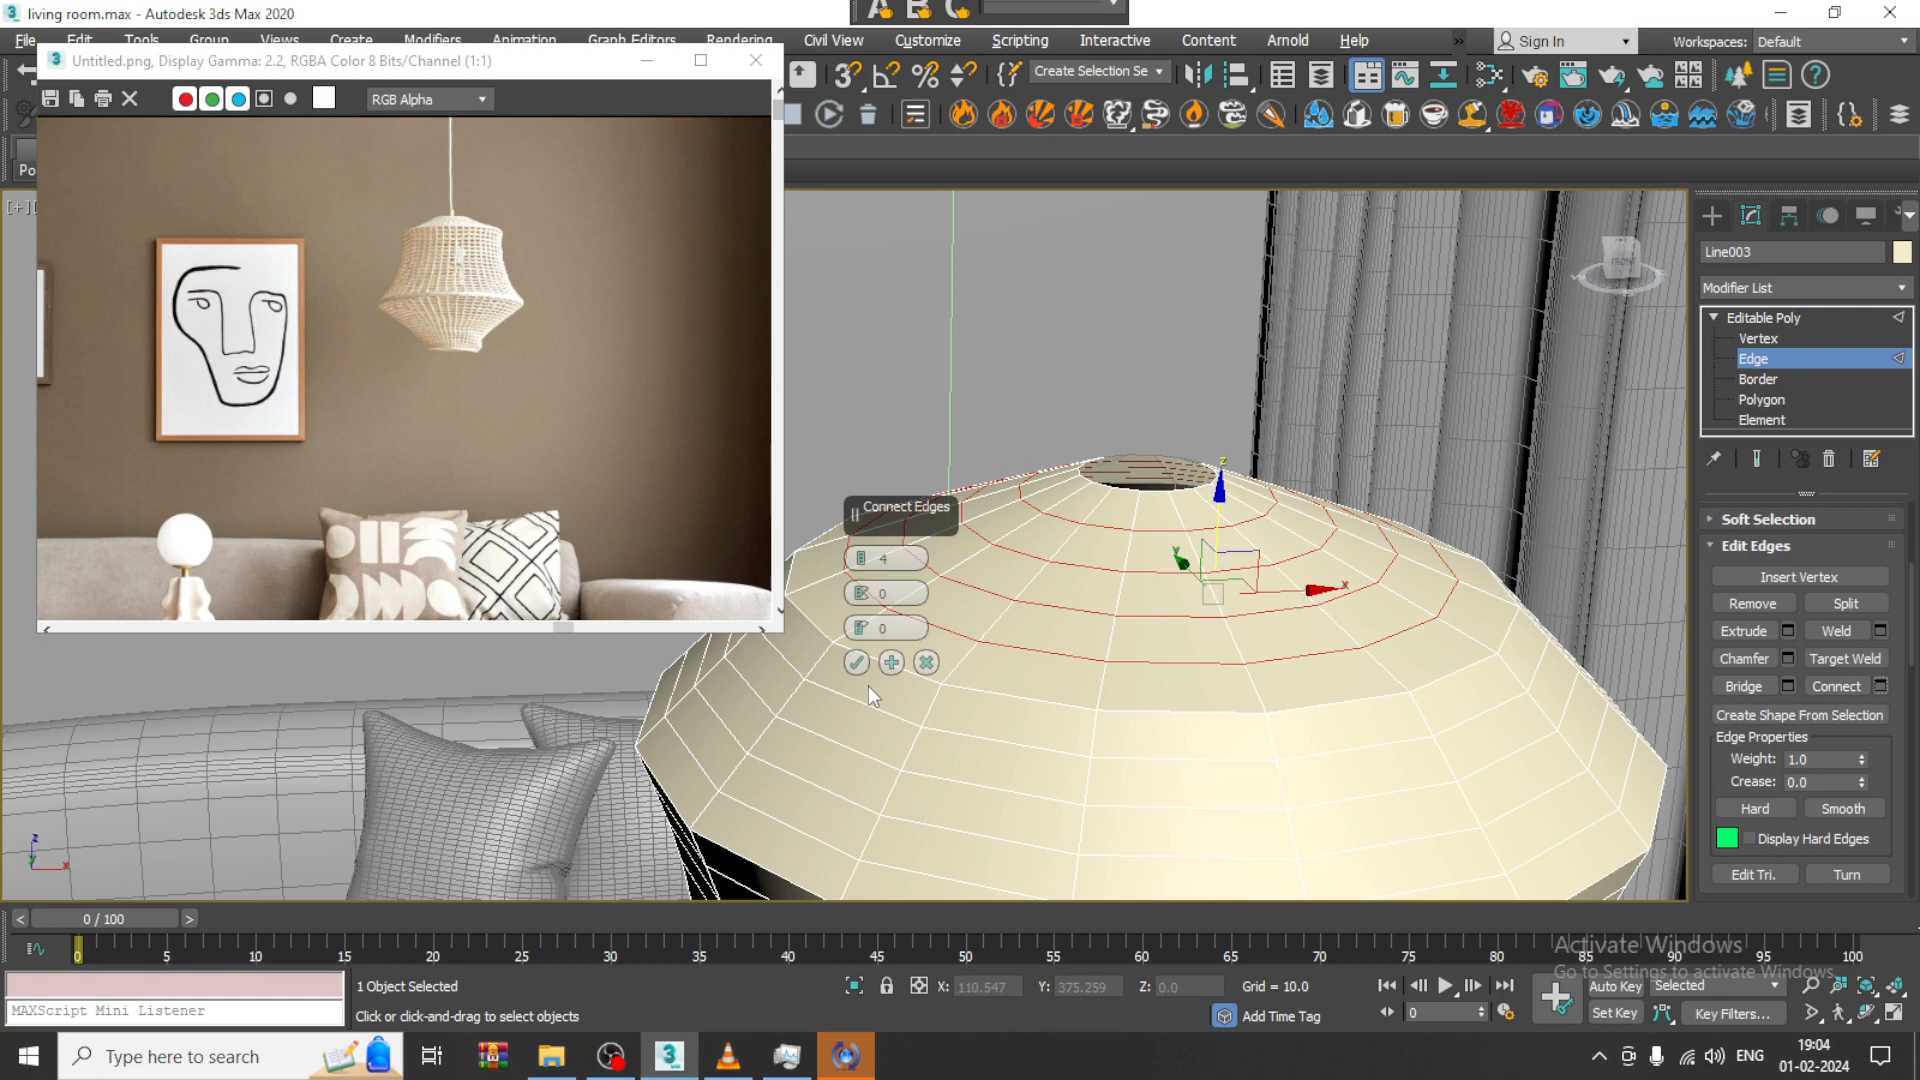 living room.max - Autodesk 3ds Max 2020
File Edit Tools Group Views Create Modifiers Animation Graph Editors Rendering Civil View Customize Scripting Interactive Content Arnold Help
Sign In
Workspaces: Default
Untitled.png, Display Gamma: 2.2, RGBA Color 8 Bits/Channel (1:1)
RGB Alpha
Create Selection Se
Po
[+]
FRONT
Line003
Modifier List
Editable Poly
Vertex
Edge
Border
Polygon
Element
Connect Edges
4
0
0
z
y
x
Soft Selection
Edit Edges
Insert Vertex
Remove Split
Extrude Weld
Chamfer Target Weld
Bridge Connect
Create Shape From Selection
Edge Properties
Weight: 1.0
Crease: 0.0
Hard Smooth
Display Hard Edges
Edit Tri. Turn
z
y
x
< 0 / 100 >
0 5 10 15 20 25 30 35 40 45 50 55 60 65 70 75 80 85 90 95 100
Activate Windows
Go to Settings to activate Windows.
1 Object Selected
X: 110.547 Y: 375.259 Z: 0.0 Grid = 10.0
Auto Key Selected
MAXScript Mini Listener
Click or click-and-drag to select objects
Add Time Tag
0
Set Key Key Filters...
Type here to search
ENG
19:04
01-02-2024